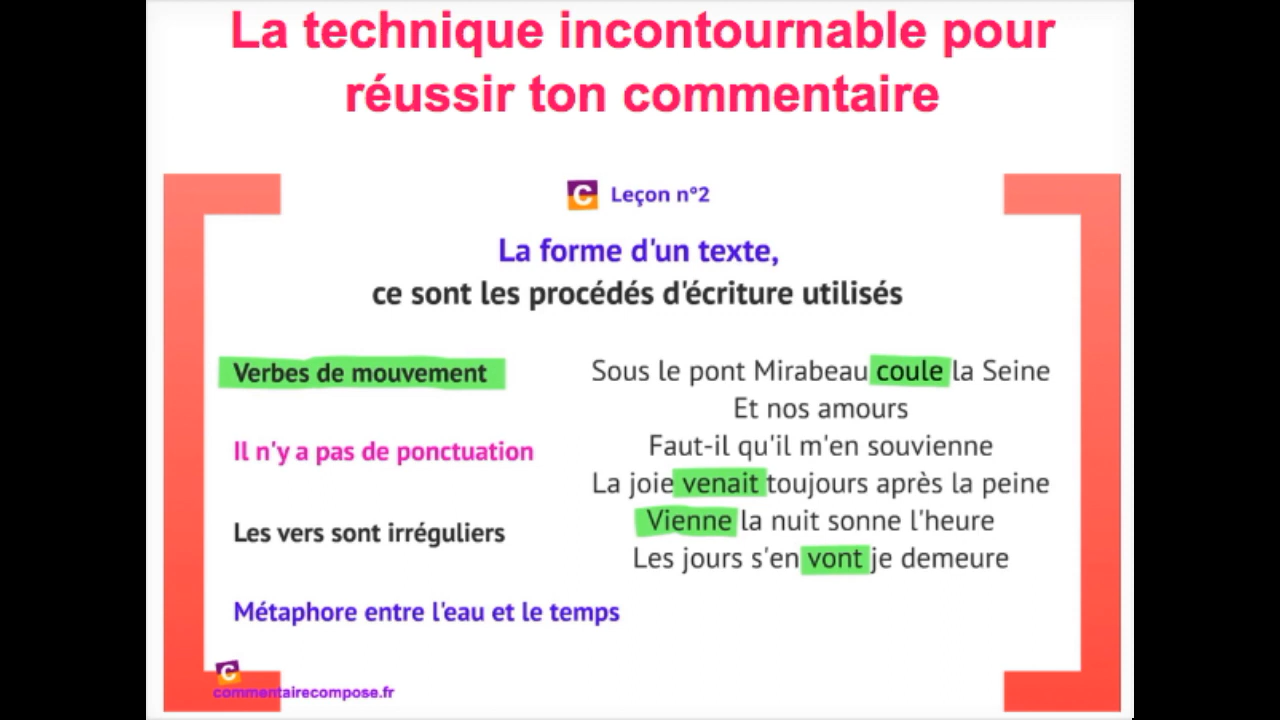 La technique incontournable pour
réussir ton commentaire
C Leçon n°2
La forme d'un texte,
ce sont les procédés d'écriture utilisés
Verbes de mouvement
Il n'y a pas de ponctuation
Les vers sont irréguliers
Métaphore entre l'eau et le temps
Sous le pont Mirabeau coule la Seine
Et nos amours
Faut-il qu'il m'en souvienne
La joie venait toujours après la peine
Vienne la nuit sonne l'heure
Les jours s'en vont je demeure
C
commentairecompose.fr